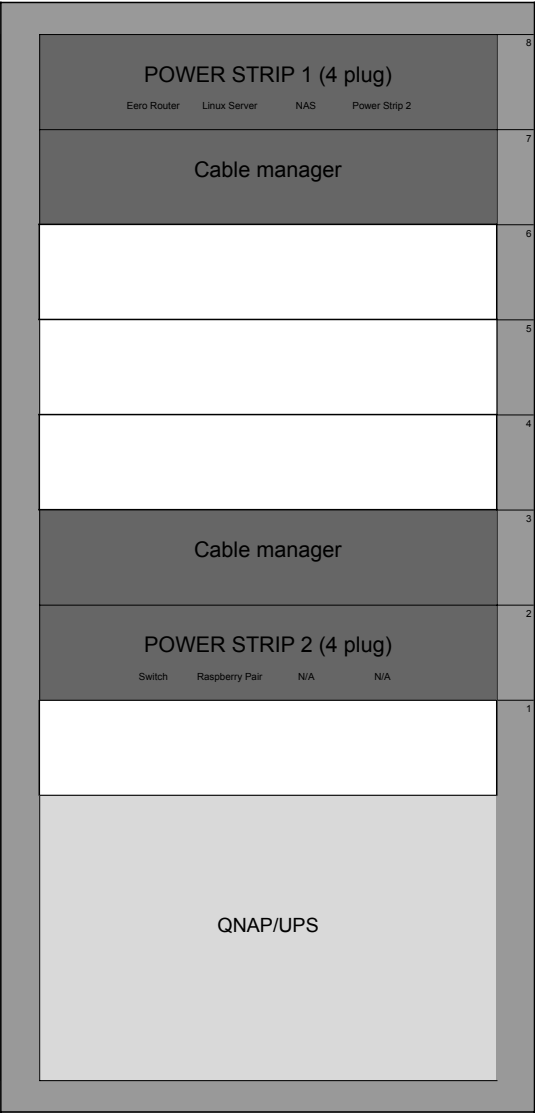 8
POWER STRIP 1 (4 plug)
Eero Router Linux Server NAS Power Strip 2
7
Cable manager
6
5
4
3
Cable manager
2
POWER STRIP 2 (4 plug)
Switch Raspberry Pair N/A N/A
1
QNAP/UPS